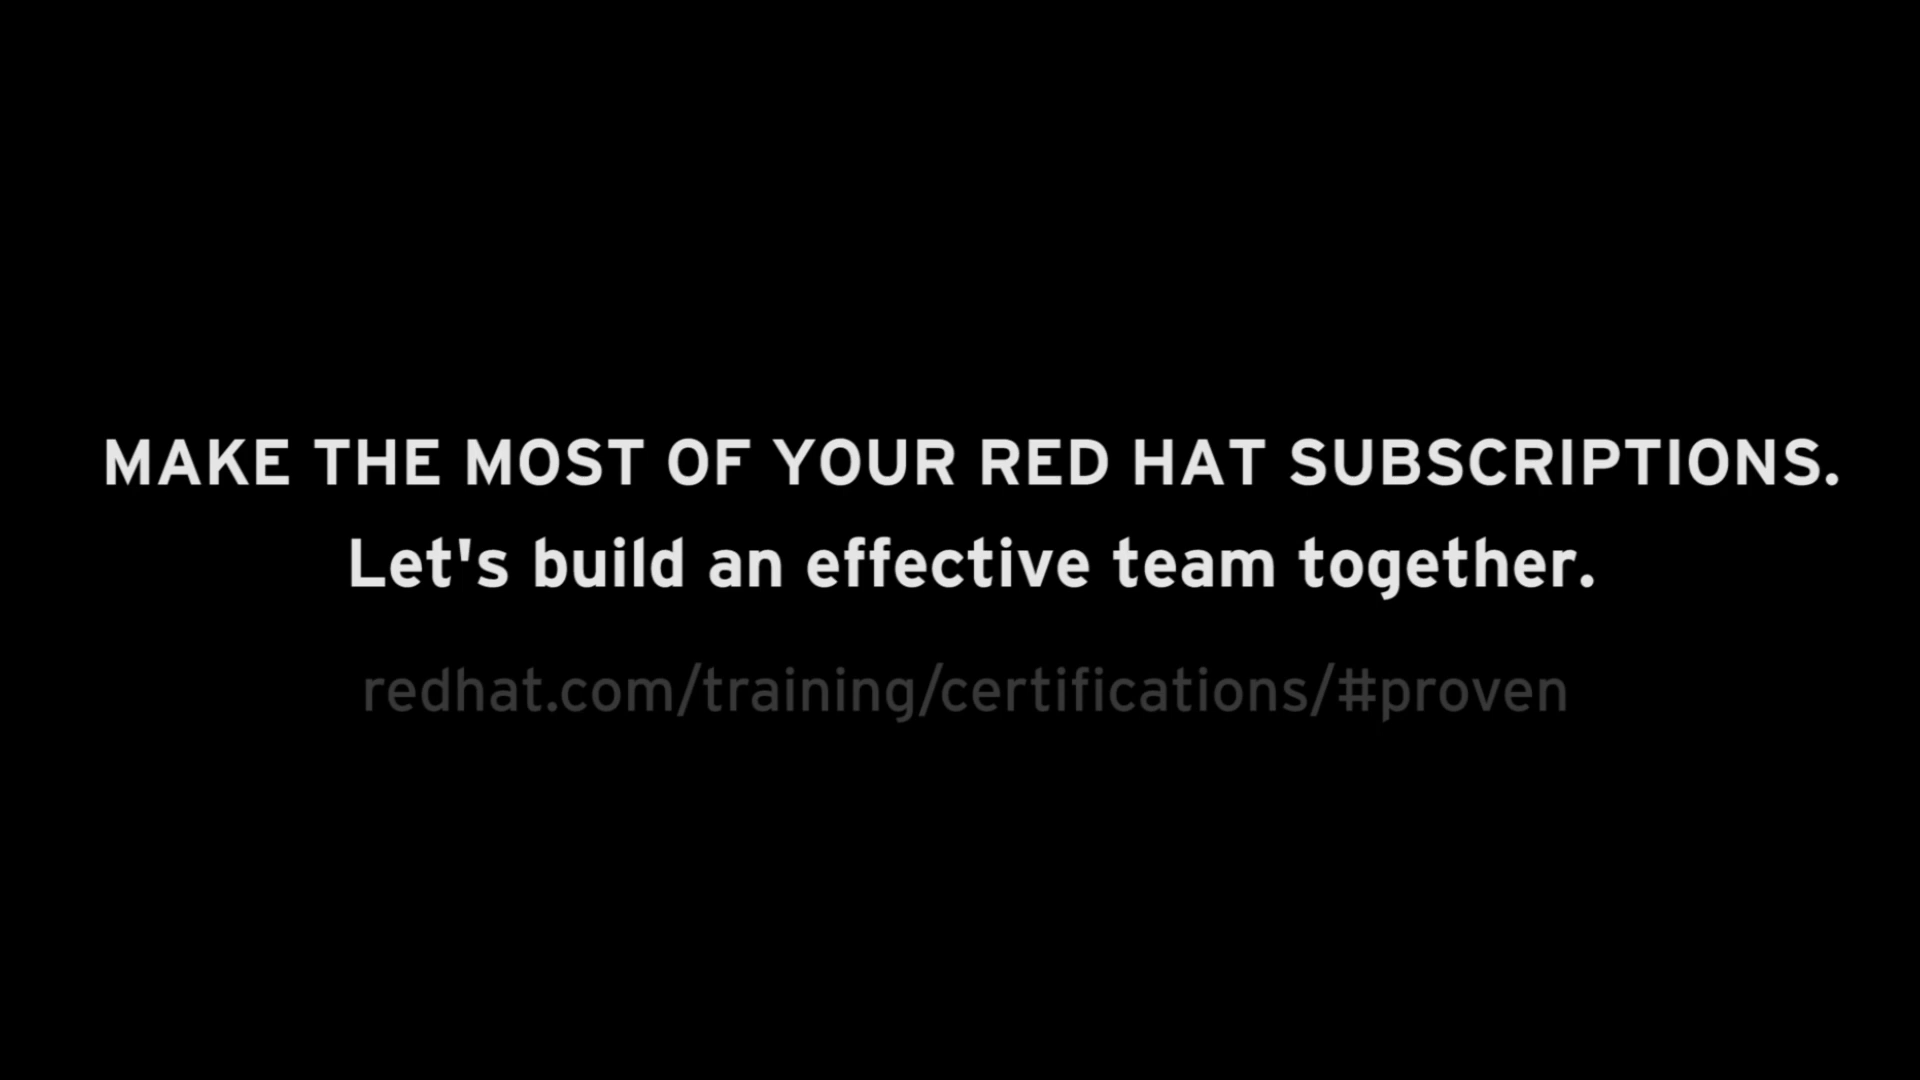 MAKE THE MOST OF YOUR RED HAT SUBSCRIPTIONS.
Let's build an effective team together.
redhat.com/training/certifications/#proven